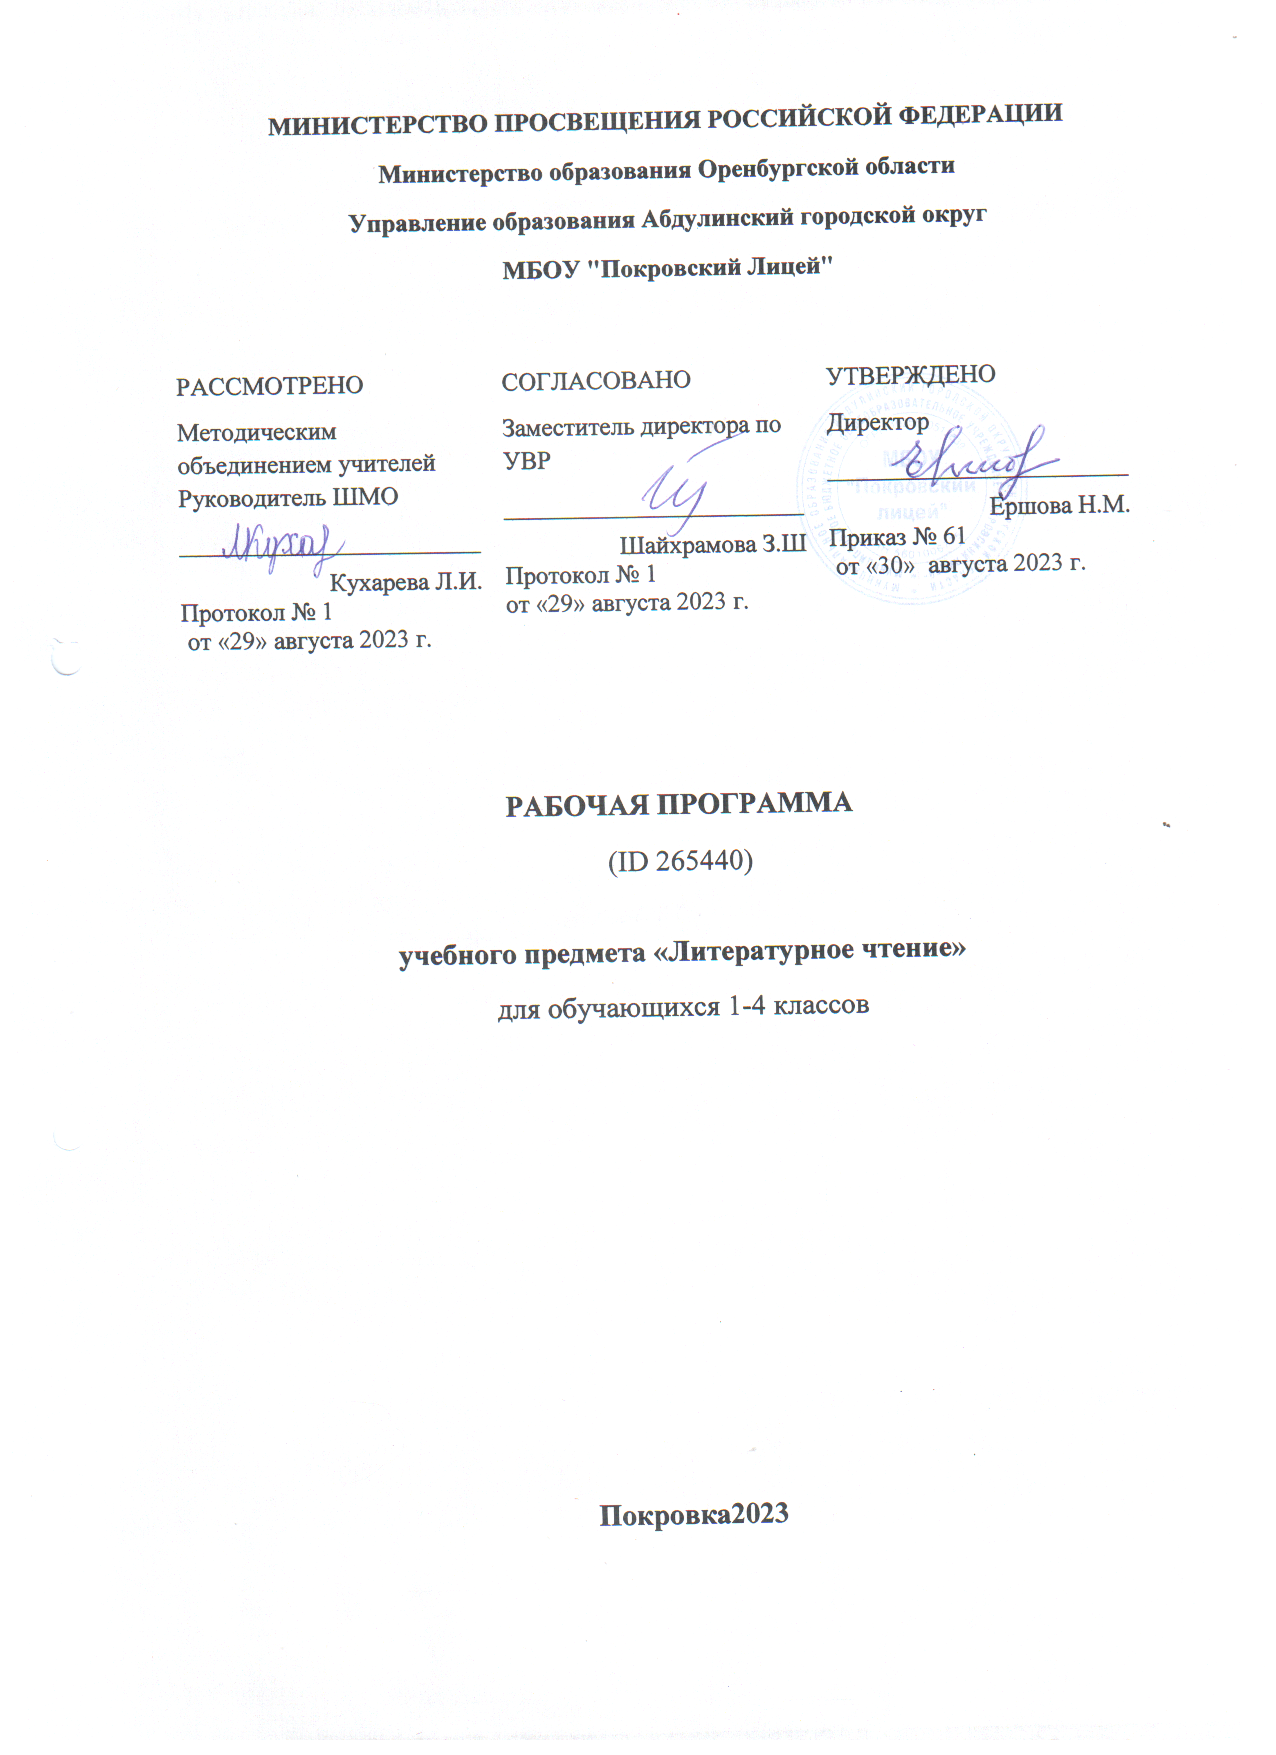 МИНИСТЕРСТВО ПРОСВЕЩЕНИЯ РОССИЙСКОЙ ФЕДЕРАЦИИ
Министерство образования Оренбургской области
Управление образования Абдулинский городской округ
МБОУ "Покровский Лицей"
РАССМОТРЕНО
Методическим
объединением учителей
Руководитель ШМО
Кухарева Л.И.
Протокол № 1
от «29» августа 2023 г.
СОГЛАСОВАНО
Заместитель директора по
УВР
Шайхрамова З.Ш
Протокол № 1
от «29» августа 2023 г.
УТВЕРЖДЕНО
Директор
МБОУ
"Покровский
лицей"
Ершова Н.М.
Приказ № 61
от «30»  августа 2023 г.
РАБОЧАЯ ПРОГРАММА
(ID 265440)
учебного предмета «Литературное чтение»
для обучающихся 1-4 классов
Покровка2023